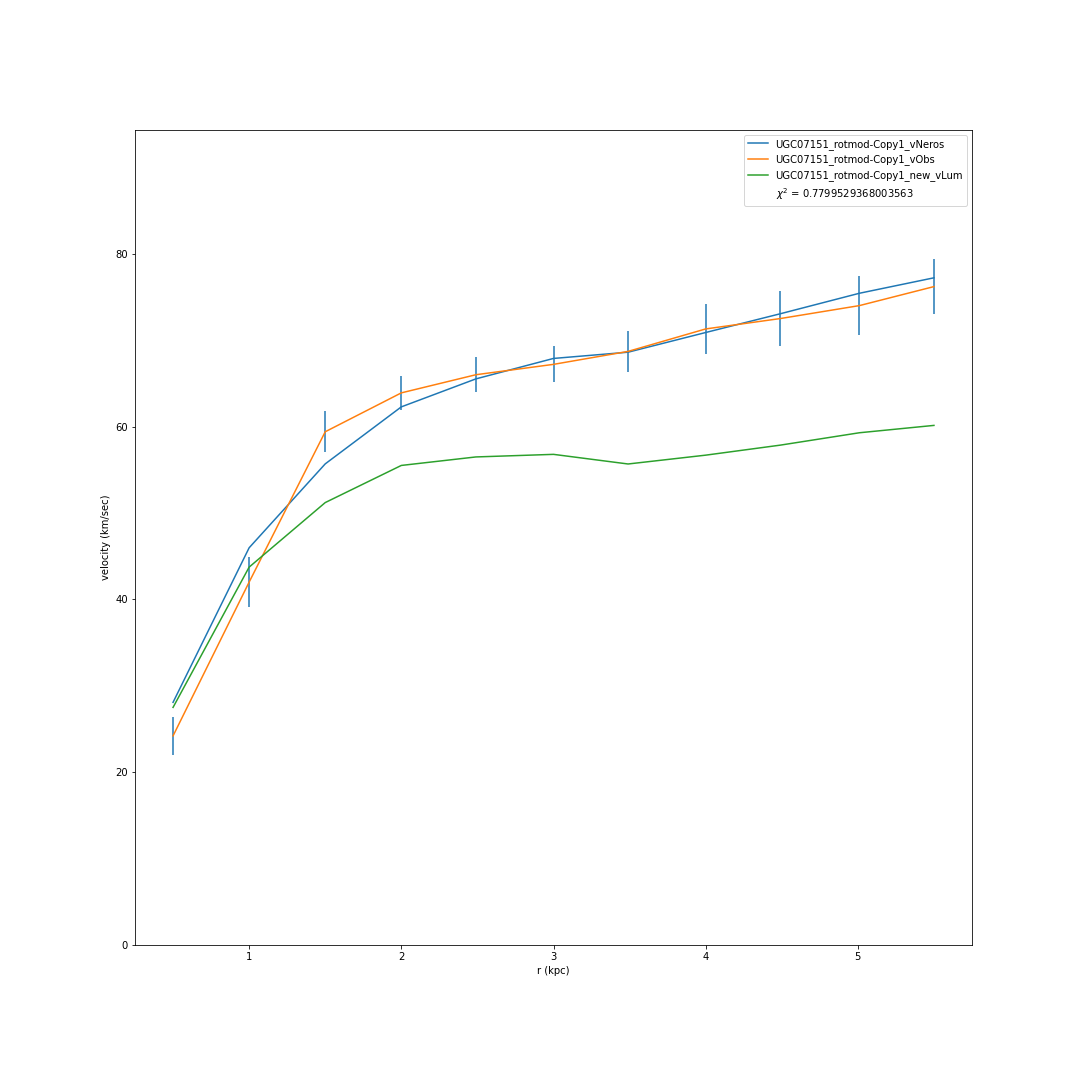 UGC07151_rotmod-Copy1_vNeros
UGC07151_rotmod-Copy1_vObs
UGC07151_rotmod-Copy1_new_vLum
χ² = 0.7799529368003563
80
60
40
20
0
velocity (km/sec)
1 2 3 4 5
r (kpc)